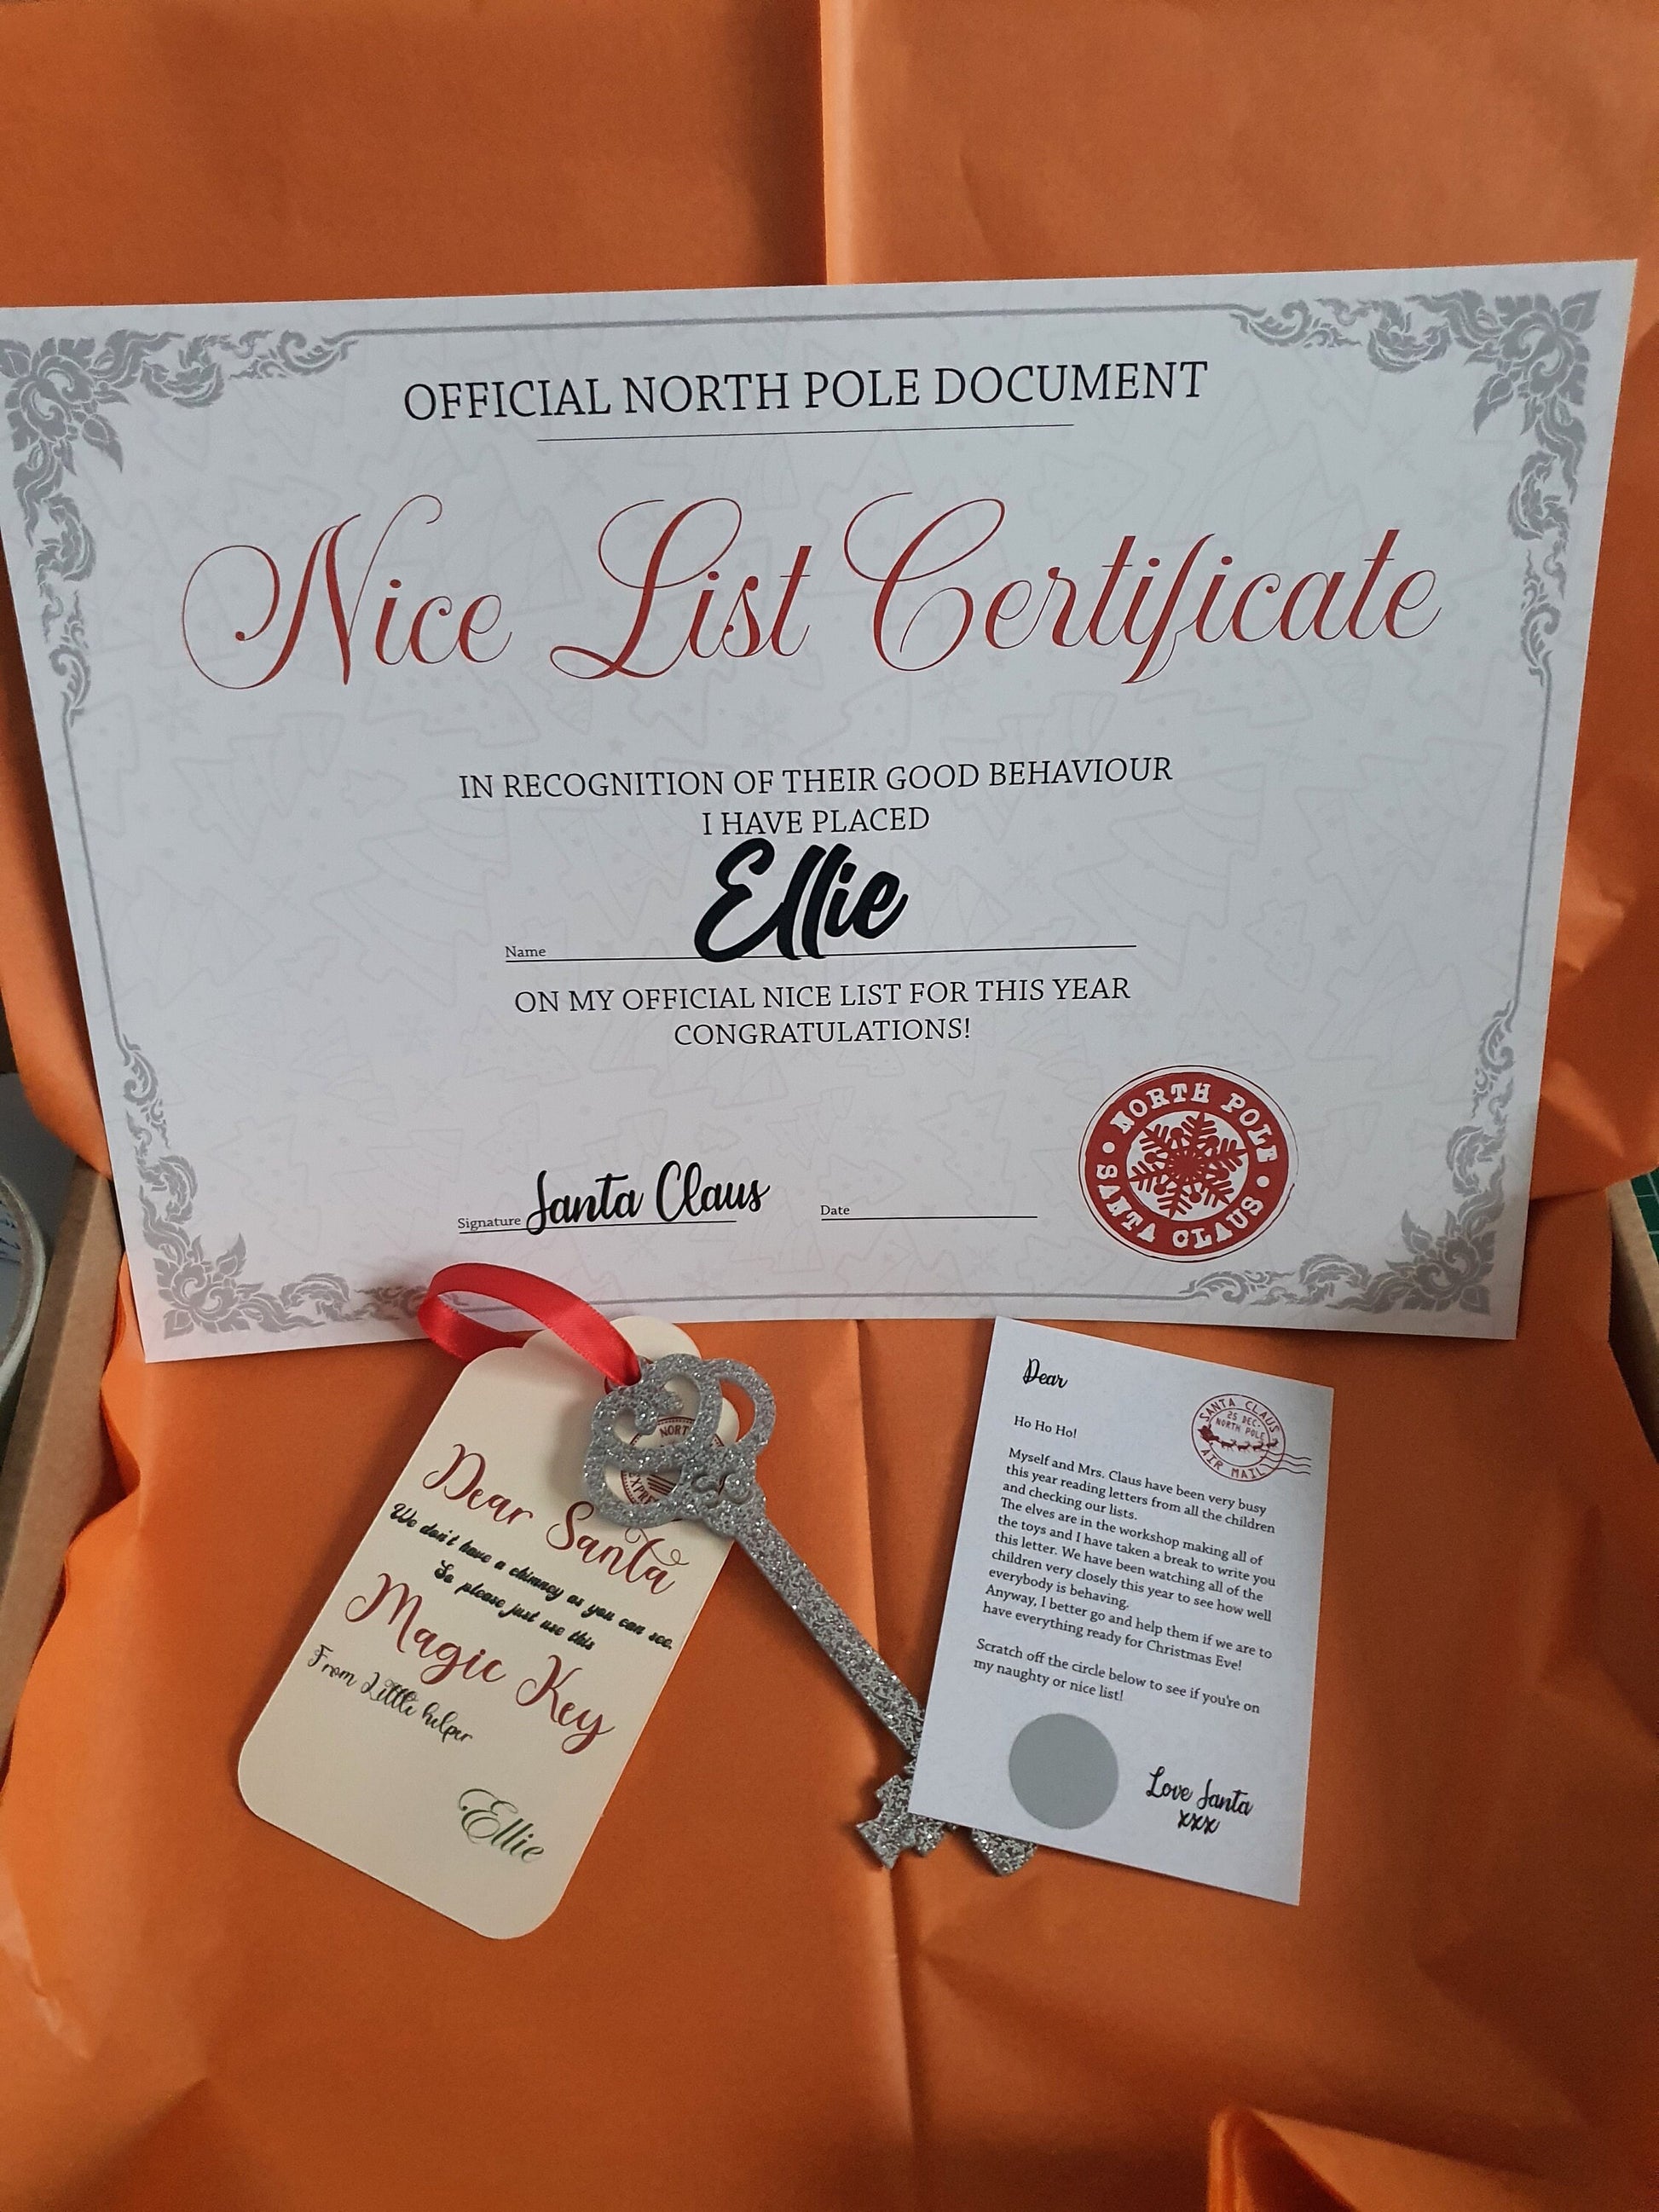 OFFICIAL NORTH POLE DOCUMENT
Nice List Certificate
IN RECOGNITION OF THEIR GOOD BEHAVIOUR
I HAVE PLACED
Name Ellie
ON MY OFFICIAL NICE LIST FOR THIS YEAR
CONGRATULATIONS!
Signature Santa Claus Date
NORTH POLE
SANTA CLAUS
Dear Santa
We don't have a chimney as you can see.
So please just use this
Magic Key
From Little helper
Ellie
Dear
SANTA CLAUS
25 DEC
NORTH POLE
AIR MAIL
Ho Ho Ho!
Myself and Mrs. Claus have been very busy
this year reading letters from all the children
and checking our lists.
The elves are in the workshop making all of
the toys and I have taken a break to write you
this letter. We have been watching all of the
children very closely this year to see how well
everybody is behaving.
Anyway, I better go and help them if we are to
have everything ready for Christmas Eve!
Scratch off the circle below to see if you're on
my naughty or nice list!
Love Santa
xxx